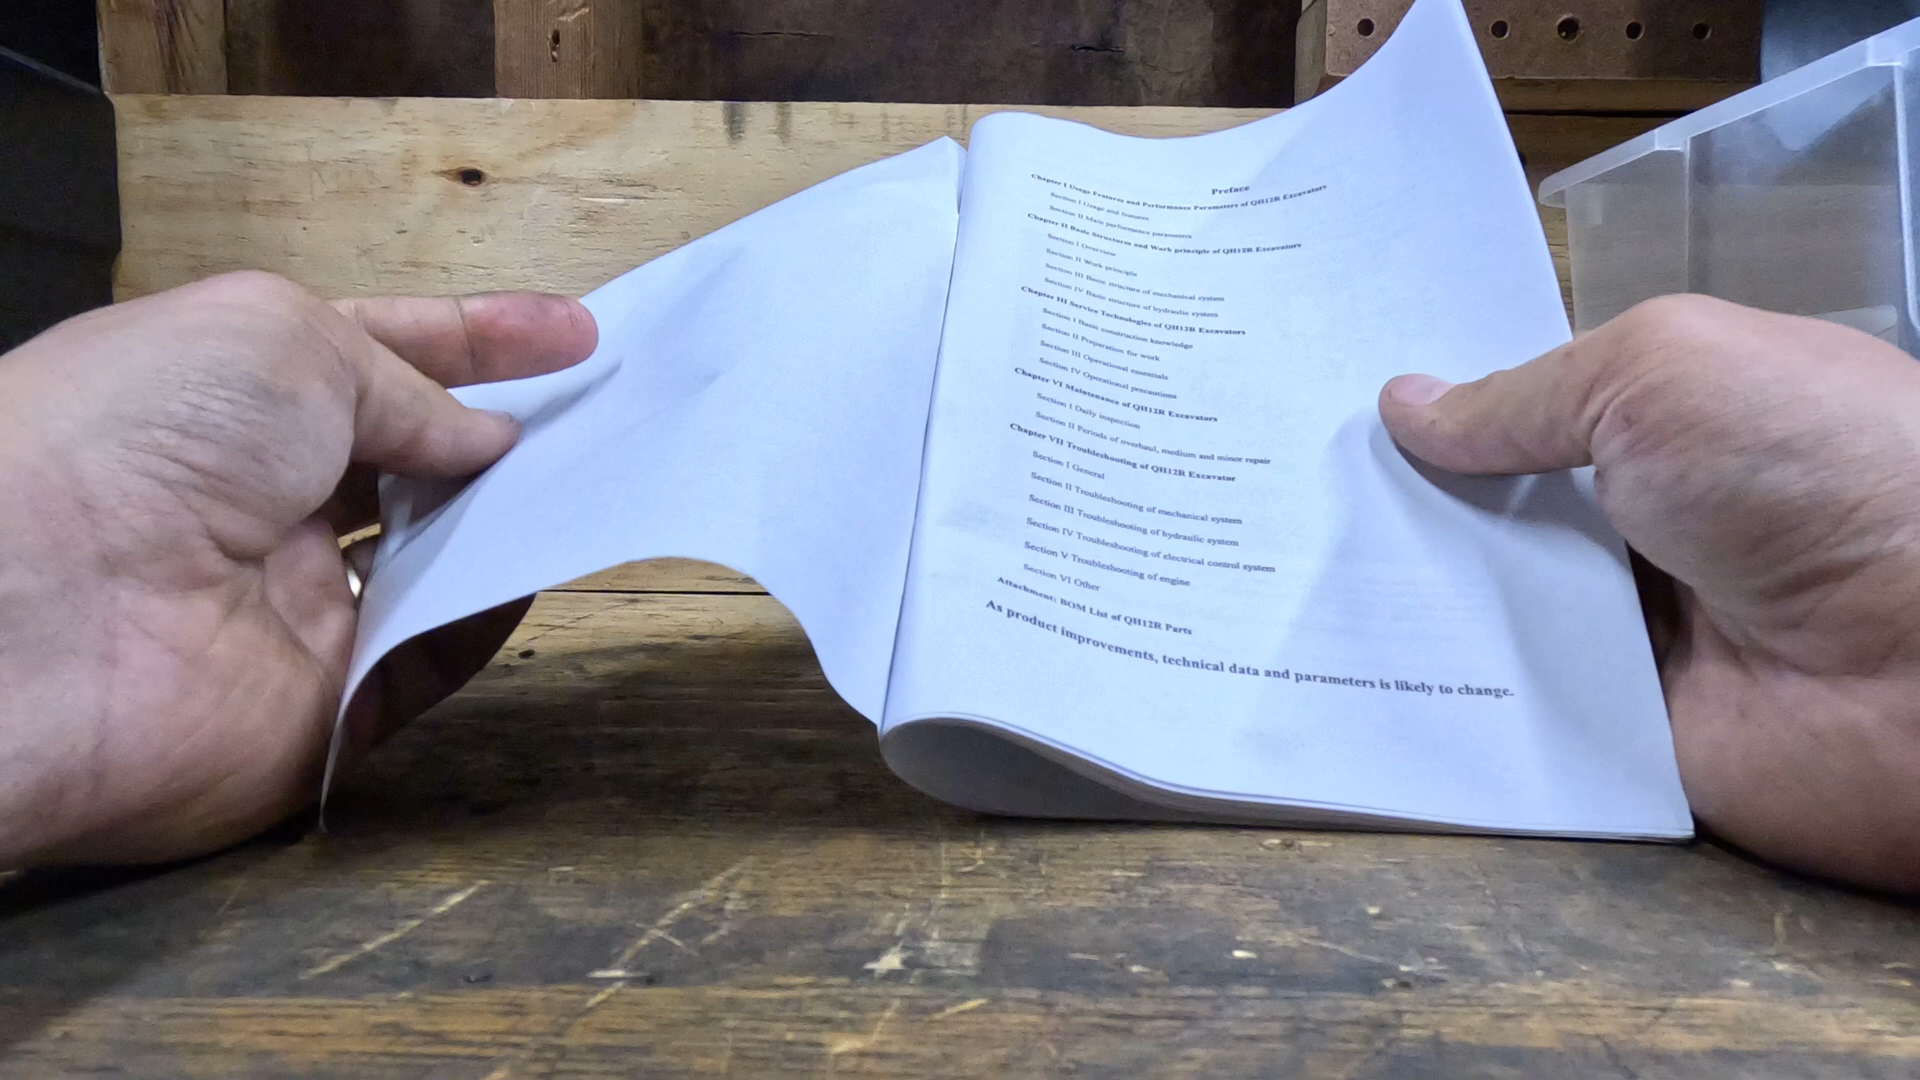 Preface
Chapter I Usage Features and Performance Parameters of QH12R Excavators
Section I Usage and features
Section II Main performance parameters
Chapter II Basic Structures and Work principle of QH12R Excavators
Section I Overview
Section II Work principle
Section III Basic structure of mechanical system
Section IV Basic structure of hydraulic system
Chapter III Service Technologies of QH12R Excavators
Section I Basic construction knowledge
Section II Preparation for work
Section III Operational essentials
Section IV Operational precautions
Chapter VI Maintenance of QH12R Excavators
Section I Daily inspection
Section II Periods of overhaul, medium and minor repair
Chapter VII Troubleshooting of QH12R Excavator
Section I General
Section II Troubleshooting of mechanical system
Section III Troubleshooting of hydraulic system
Section IV Troubleshooting of electrical control system
Section V Troubleshooting of engine
Section VI Other
Attachment: BOM List of QH12R Parts
As product improvements, technical data and parameters is likely to change.